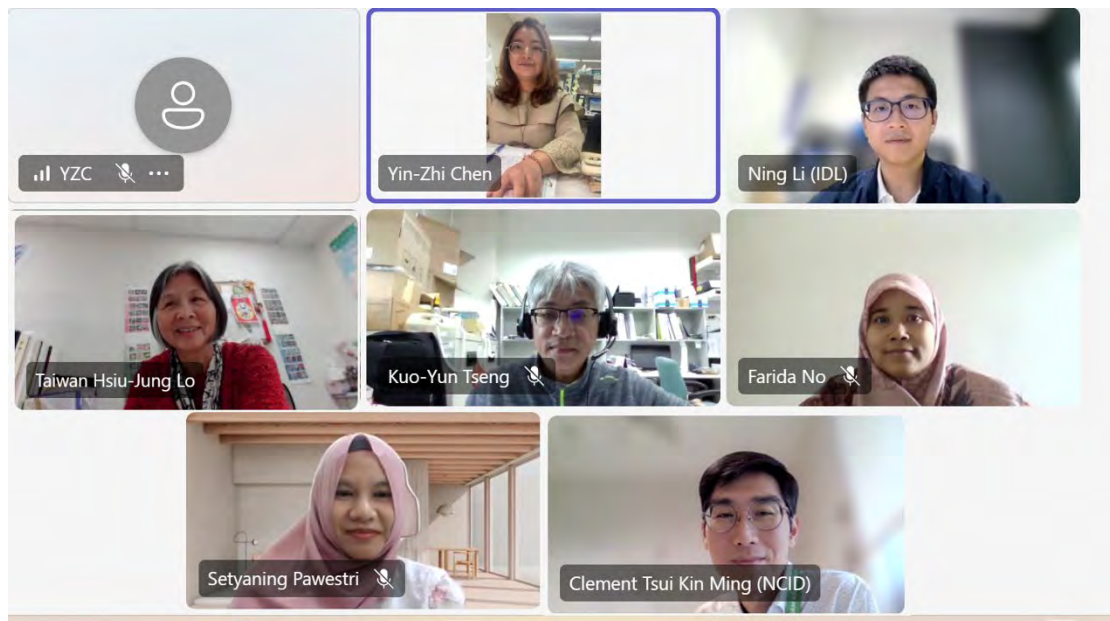 YZC
Yin-Zhi Chen
Ning Li (IDL)
Taiwan Hsiu-Jung Lo
Kuo-Yun Tseng
Farida No
Setyaning Pawestri
Clement Tsui Kin Ming (NCID)